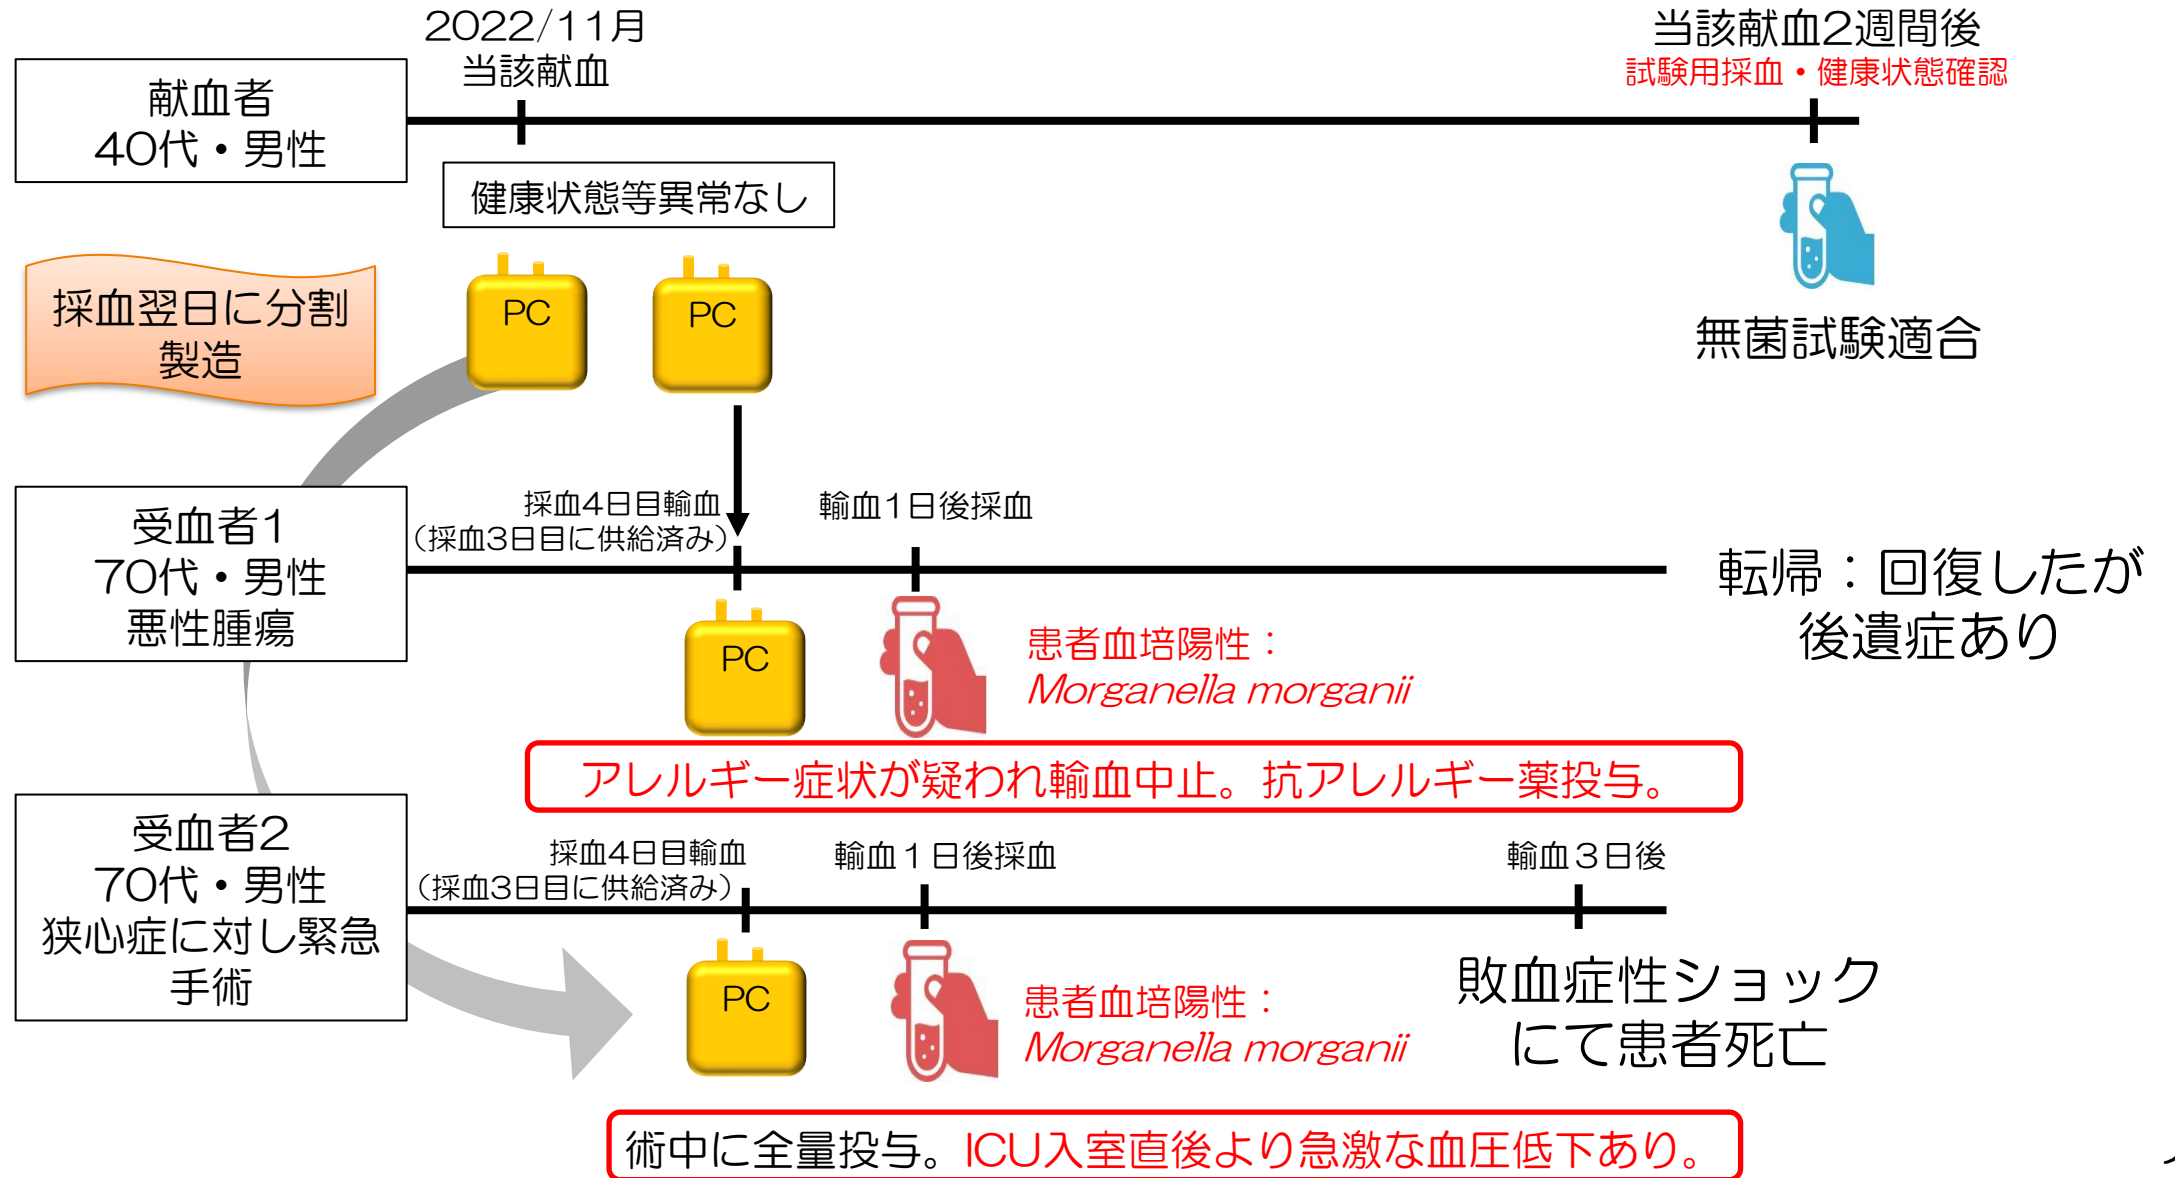 2022/11月
当該献血
当該献血2週間後
試験用採血・健康状態確認
献血者
40代・男性
健康状態等異常なし
採血翌日に分割
製造
PC
PC
無菌試験適合
受血者1
70代・男性
悪性腫瘍
採血4日目輸血
（採血3日目に供給済み）
輸血1日後採血
PC
患者血培陽性：
Morganella morganii
転帰：回復したが
後遺症あり
アレルギー症状が疑われ輸血中止。抗アレルギー薬投与。
受血者2
70代・男性
狭心症に対し緊急
手術
採血4日目輸血
（採血3日目に供給済み）
輸血１日後採血
輸血３日後
PC
患者血培陽性：
Morganella morganii
敗血症性ショック
にて患者死亡
術中に全量投与。ICU入室直後より急激な血圧低下あり。